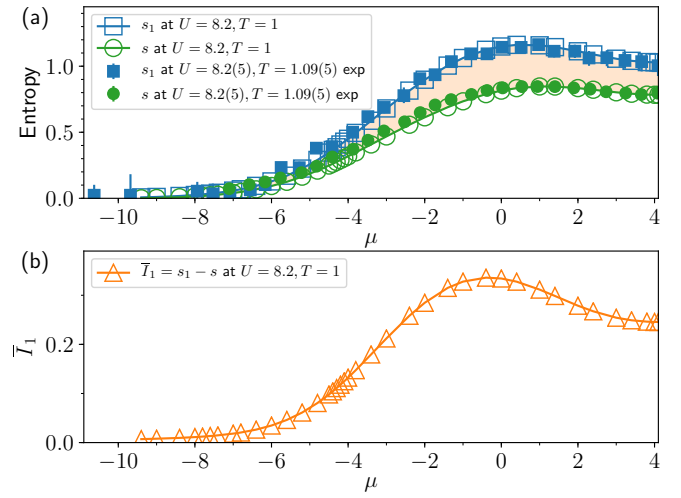 (a)
s₁ at U = 8.2, T = 1
s at U = 8.2, T = 1
s₁ at U = 8.2(5), T = 1.09(5) exp
s at U = 8.2(5), T = 1.09(5) exp
Entropy
1.0
0.5
0.0
−10 −8 −6 −4 −2 0 2 4
μ
(b)
I̅₁ = s₁ − s at U = 8.2, T = 1
I̅₁
0.2
0.0
−10 −8 −6 −4 −2 0 2 4
μ